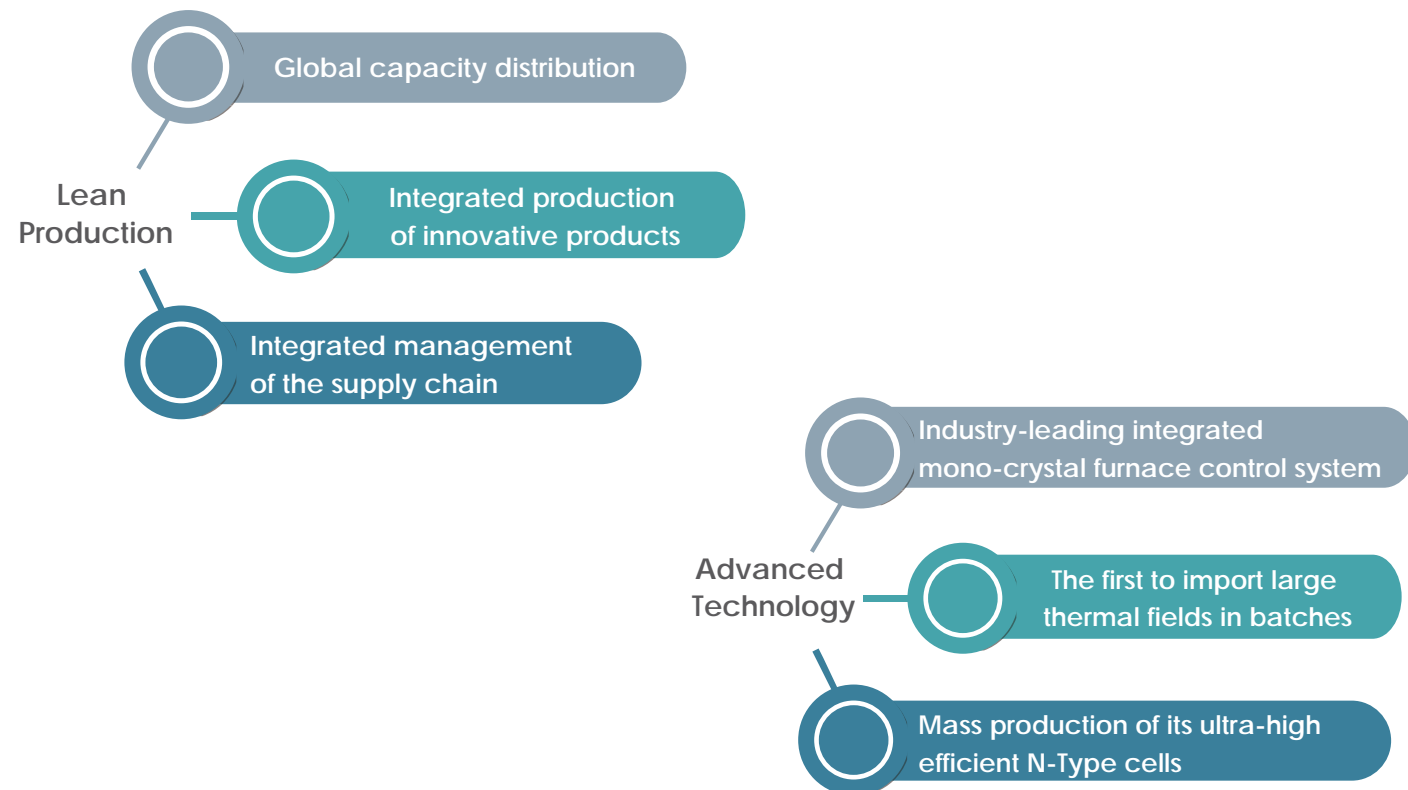 Global capacity distribution
Lean
Production
Integrated production
of innovative products
Integrated management
of the supply chain
Industry-leading integrated
mono-crystal furnace control system
Advanced
Technology
The first to import large
thermal fields in batches
Mass production of its ultra-high
efficient N-Type cells